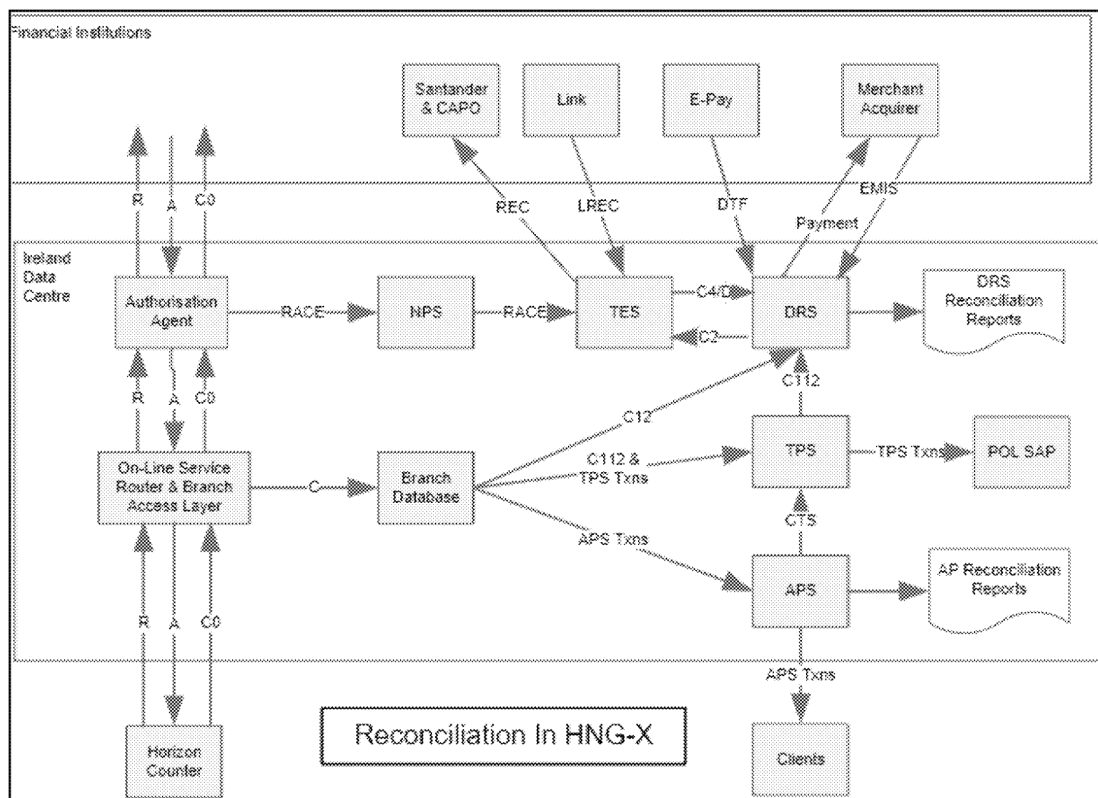 Financial Institutions
Santander
& CAPO
Link
E-Pay
Merchant
Acquirer
R
A
C0
REC
LREC
DTF
Payment
EMIS
Ireland
Data
Centre
Authorisation
Agent
RACE
NPS
RACE
TES
C4/D
C2
DRS
DRS
Reconciliation
Reports
R
A
C0
C12
C112
C112 &
TPS Txns
TPS
TPS Txns
POL SAP
On-Line Service
Router & Branch
Access Layer
C
Branch
Database
CTS
APS Txns
APS
AP Reconciliation
Reports
R
A
C0
APS Txns
Reconciliation In HNG-X
Horizon
Counter
Clients